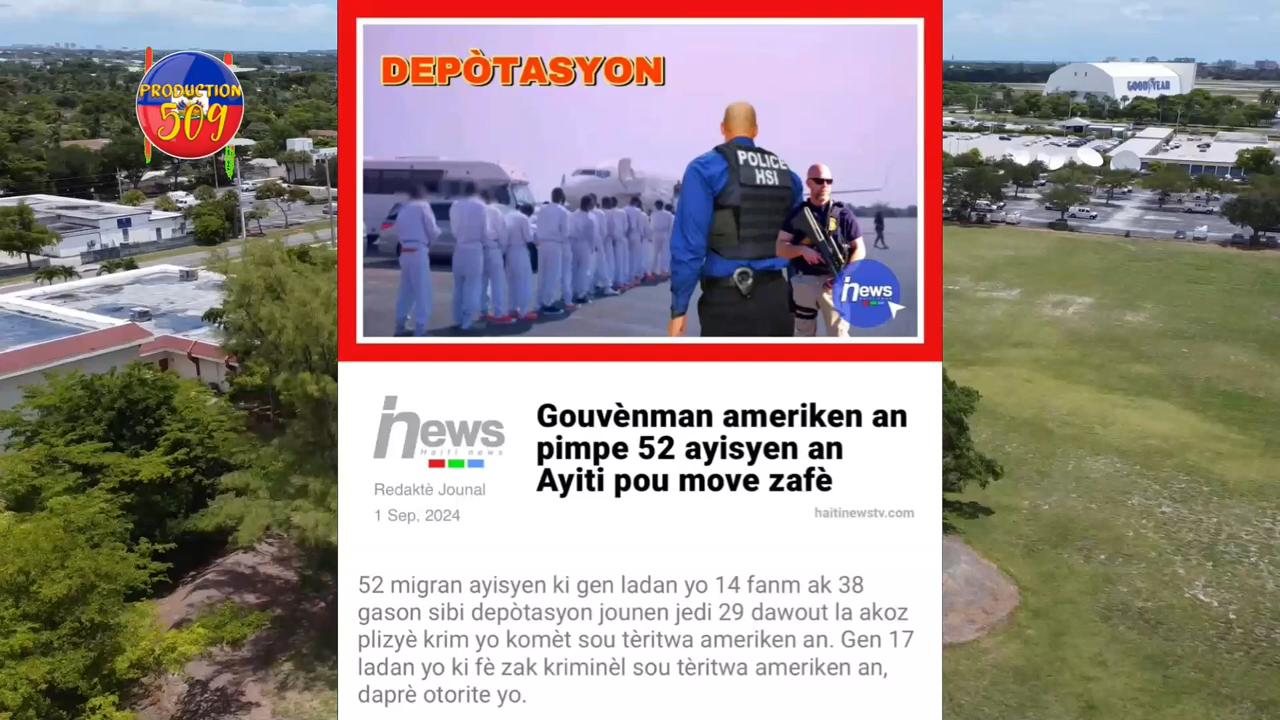 PRODUCTION
509
GOODYEAR
DEPÒTASYON
POLICE
HSI
inews
inews
Haiti news
Redaktè Jounal
1 Sep, 2024
Gouvènman ameriken an
pimpe 52 ayisyen an
Ayiti pou move zafè
haitinewstv.com
52 migran ayisyen ki gen ladan yo 14 fanm ak 38
gason sibi depòtasyon jounen jedi 29 dawout la akoz
plizyè krim yo komèt sou tèritwa ameriken an. Gen 17
ladan yo ki fè zak kriminèl sou tèritwa ameriken an,
daprè otorite yo.